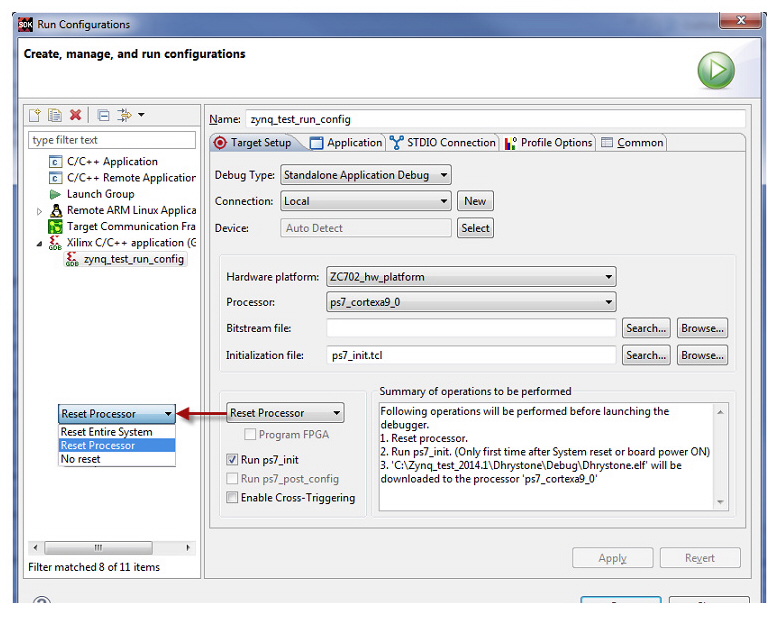 SDK Run Configurations
Create, manage, and run configurations
type filter text
C/C++ Application
C/C++ Remote Application
Launch Group
Remote ARM Linux Applica
Target Communication Fra
Xilinx C/C++ application (G
zynq_test_run_config
Filter matched 8 of 11 items
Name: zynq_test_run_config
Target Setup Application STDIO Connection Profile Options Common
Debug Type: Standalone Application Debug
Connection: Local New
Device: Auto Detect Select
Hardware platform: ZC702_hw_platform
Processor: ps7_cortexa9_0
Bitstream file: Search... Browse...
Initialization file: ps7_init.tcl Search... Browse...
Reset Processor
Reset Entire System
Reset Processor
No reset
Reset Processor
Program FPGA
Run ps7_init
Run ps7_post_config
Enable Cross-Triggering
Summary of operations to be performed
Following operations will be performed before launching the
debugger.
1. Reset processor.
2. Run ps7_init. (Only first time after System reset or board power ON)
3. 'C:\Zynq_test_2014.1\Dhrystone\Debug\Dhrystone.elf' will be
downloaded to the processor 'ps7_cortexa9_0'
Apply Revert